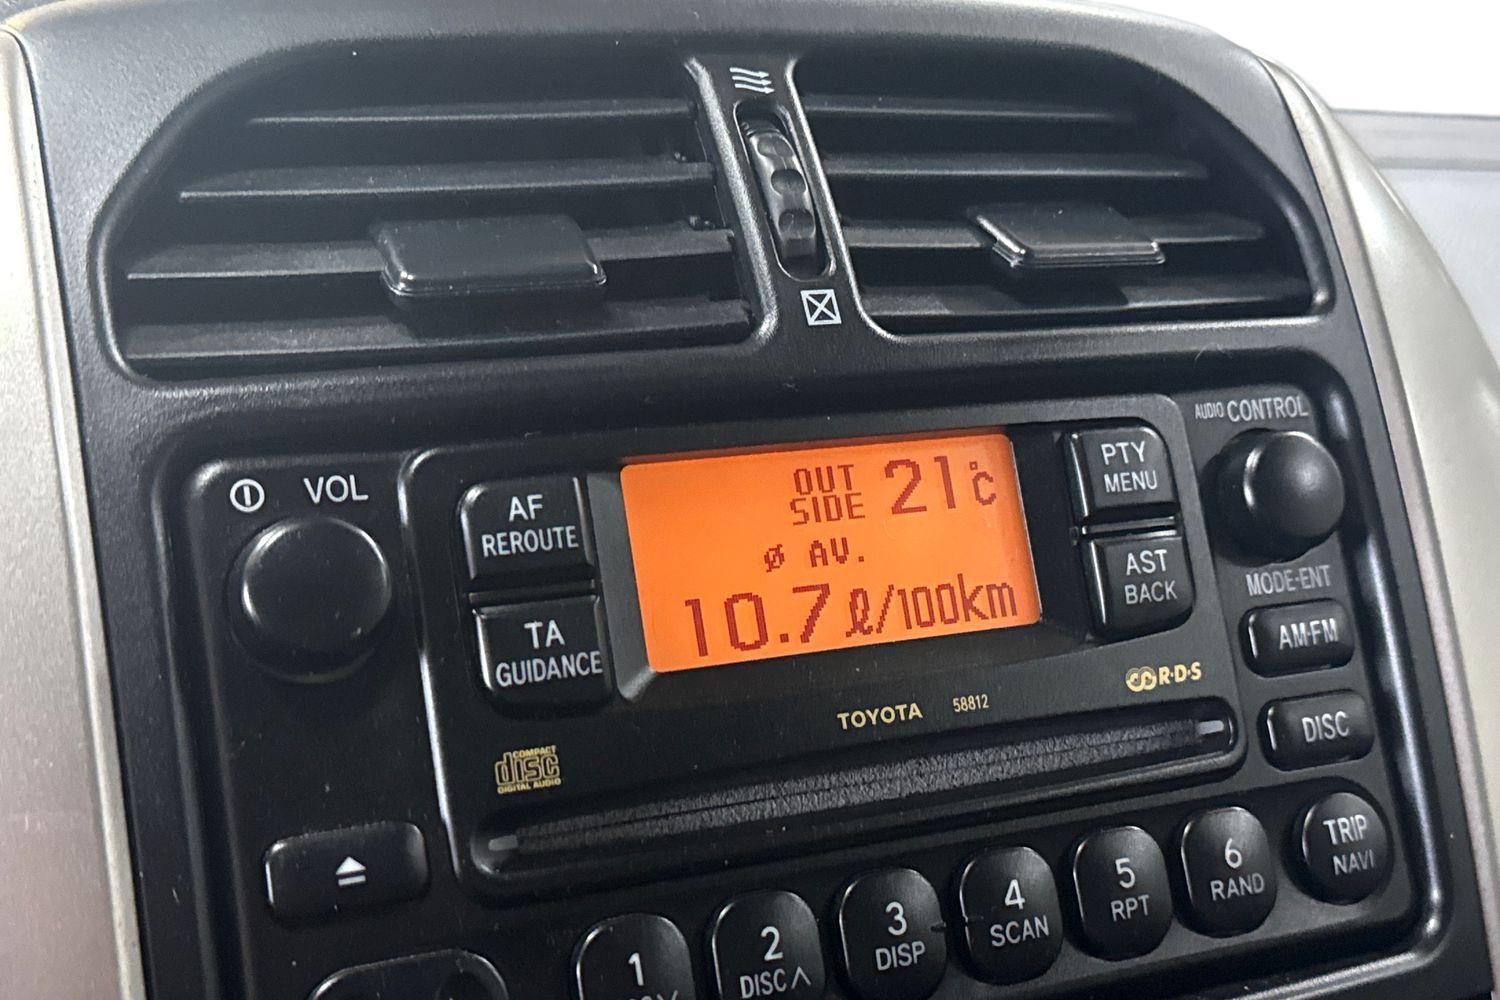 VOL
AF
REROUTE
TA
GUIDANCE
OUT
SIDE
21°C
ø AV.
10.7 ℓ/100km
PTY
MENU
AST
BACK
AUDIO CONTROL
MODE·ENT
AM·FM
DISC
TRIP
NAVI
R·D·S
TOYOTA 58812
COMPACT
disc
DIGITAL AUDIO
1
2
DISC∧
3
DISP
4
SCAN
5
RPT
6
RAND